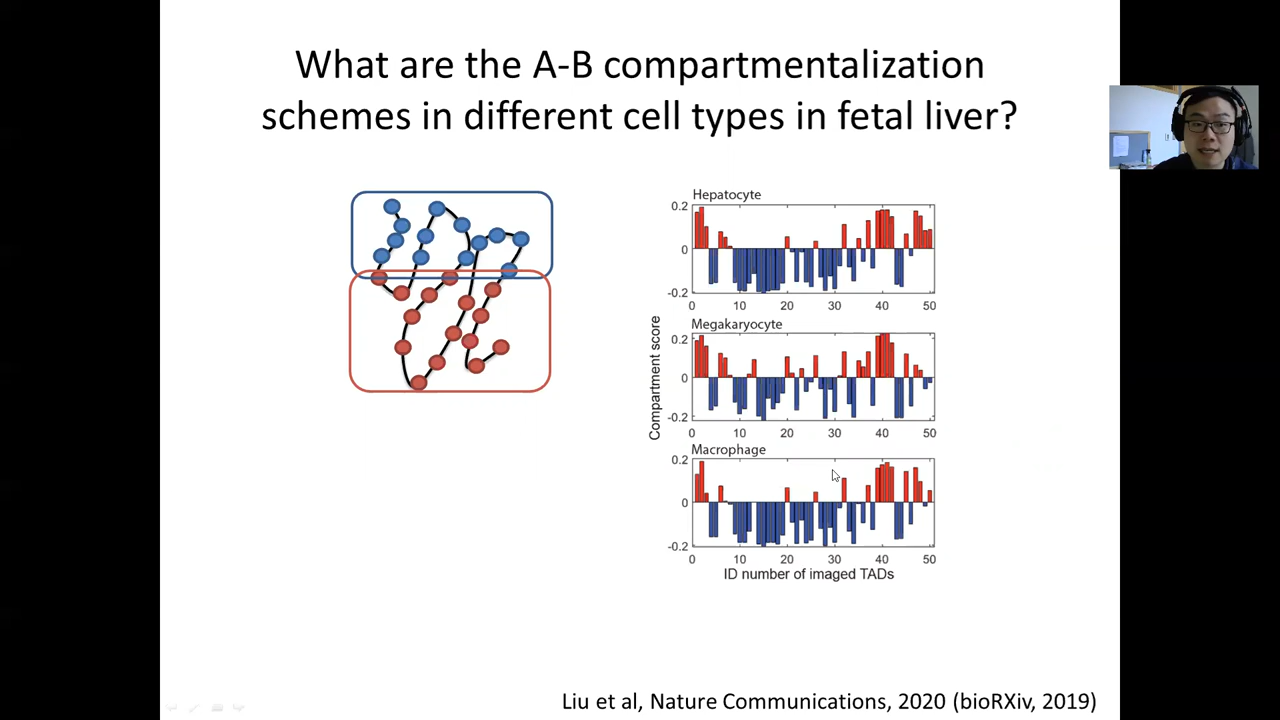 What are the A-B compartmentalization
schemes in different cell types in fetal liver?
Hepatocyte
0.2
0
-0.2
0 10 20 30 40 50
Megakaryocyte
0.2
0
-0.2
0 10 20 30 40 50
Macrophage
0.2
0
-0.2
0 10 20 30 40 50
Compartment score
ID number of imaged TADs
Liu et al, Nature Communications, 2020 (bioRXiv, 2019)